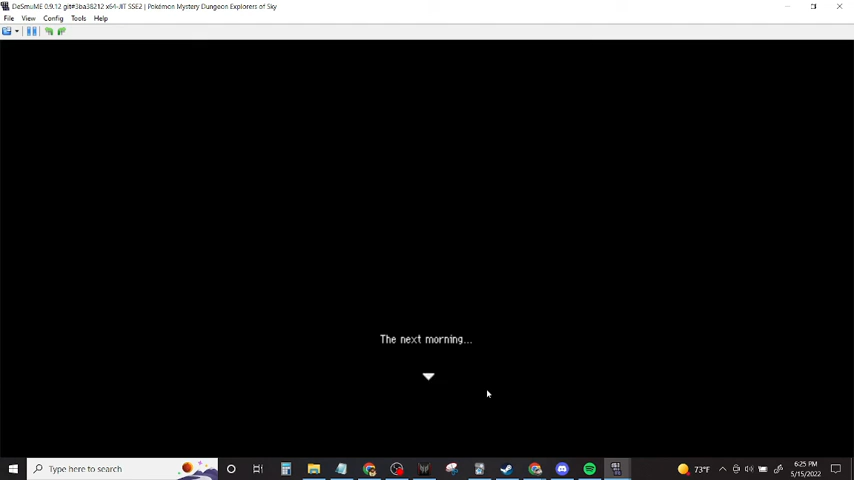 DeSmuME 0.9.12 git#3ba38212 x64-JIT SSE2 | Pokémon Mystery Dungeon Explorers of Sky
File View Config Tools Help
The next morning...
Type here to search
73°F
6:25 PM
5/15/2022